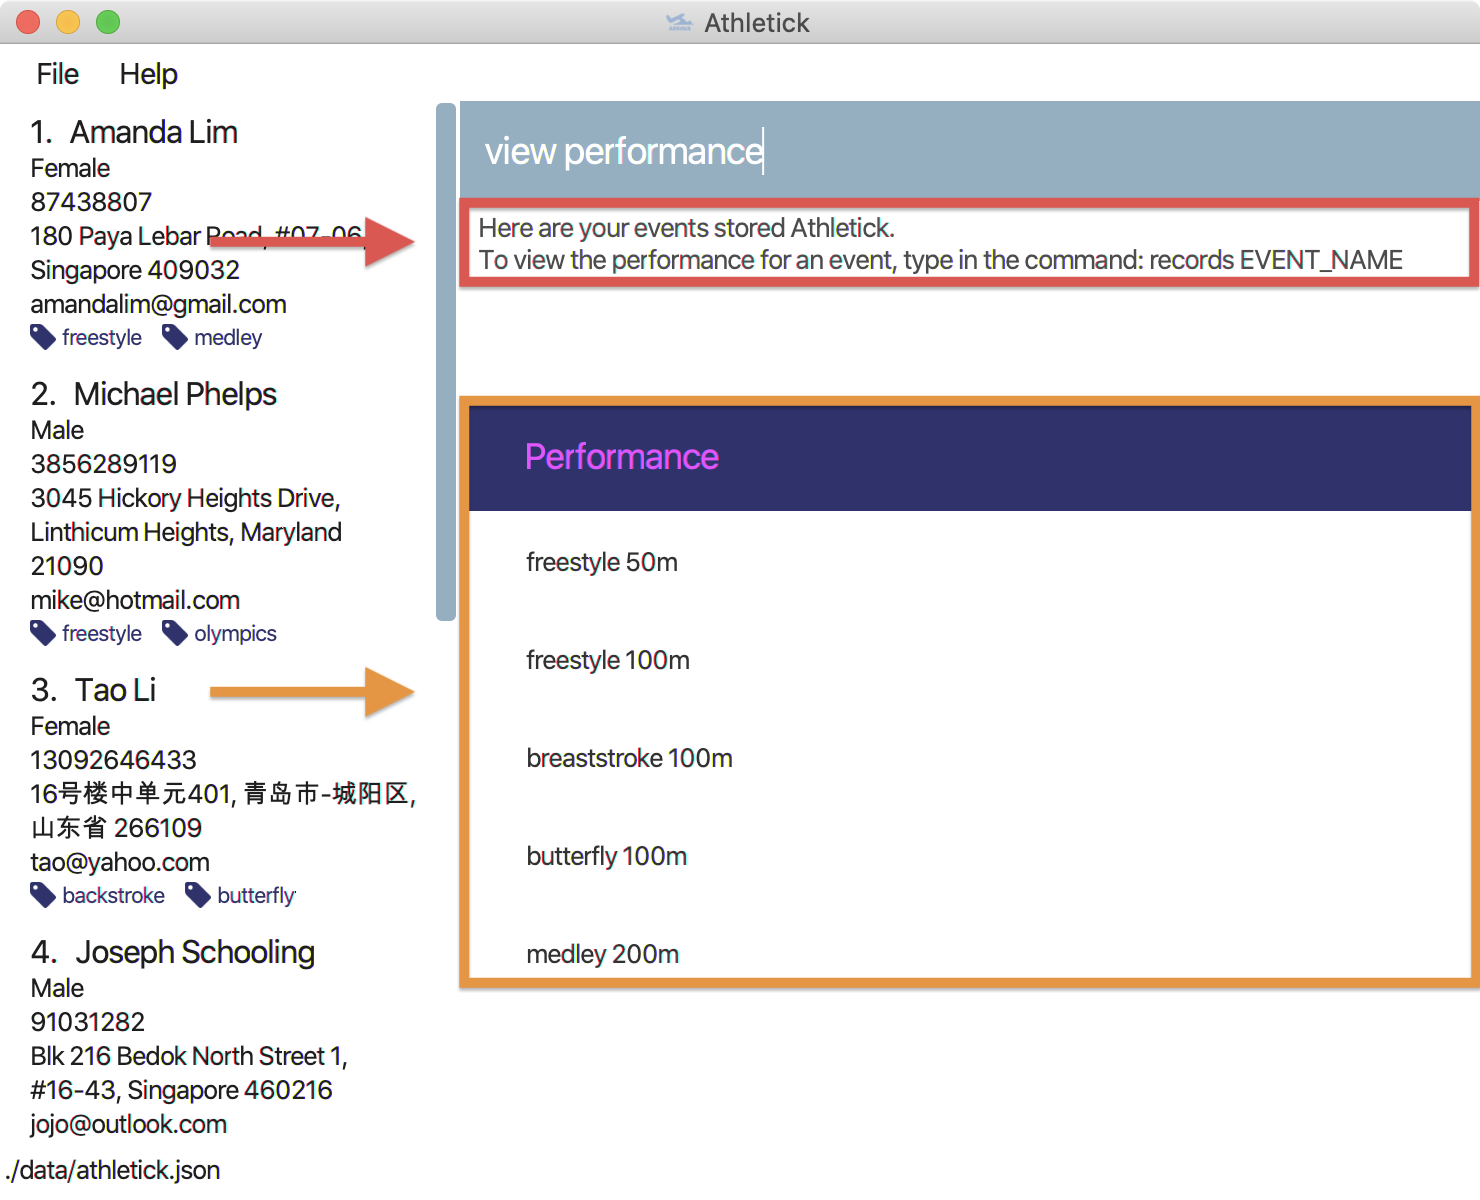 Athletick
File Help
1. Amanda Lim
Female
87438807
180 Paya Lebar Road, #07-06,
Singapore 409032
amandalim@gmail.com
freestyle medley
2. Michael Phelps
Male
3856289119
3045 Hickory Heights Drive,
Linthicum Heights, Maryland
21090
mike@hotmail.com
freestyle olympics
3. Tao Li
Female
13092646433
16号楼中单元401, 青岛市-城阳区,
山东省 266109
tao@yahoo.com
backstroke butterfly
4. Joseph Schooling
Male
91031282
Blk 216 Bedok North Street 1,
#16-43, Singapore 460216
jojo@outlook.com
view performance
Here are your events stored Athletick.
To view the performance for an event, type in the command: records EVENT_NAME
Performance
freestyle 50m
freestyle 100m
breaststroke 100m
butterfly 100m
medley 200m
./data/athletick.json